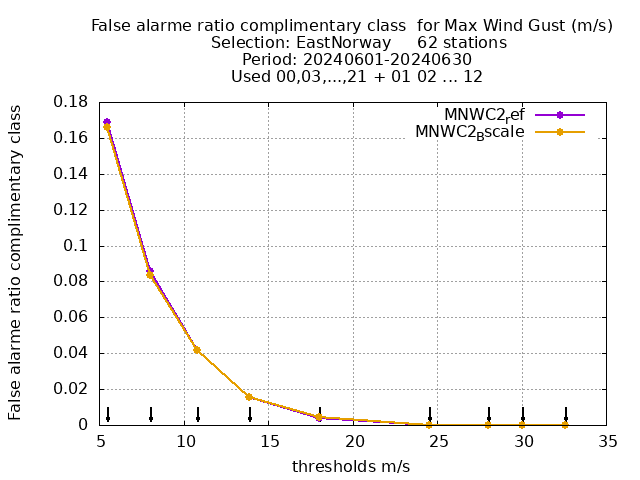 False alarme ratio complimentary class  for Max Wind Gust (m/s)
Selection: EastNorway     62 stations
Period: 20240601-20240630
Used 00,03,...,21 + 01 02 ... 12
MNWC2_ref
MNWC2_Bscale
False alarme ratio complimentary class
0.18
0.16
0.14
0.12
0.1
0.08
0.06
0.04
0.02
0
5 10 15 20 25 30 35
thresholds m/s